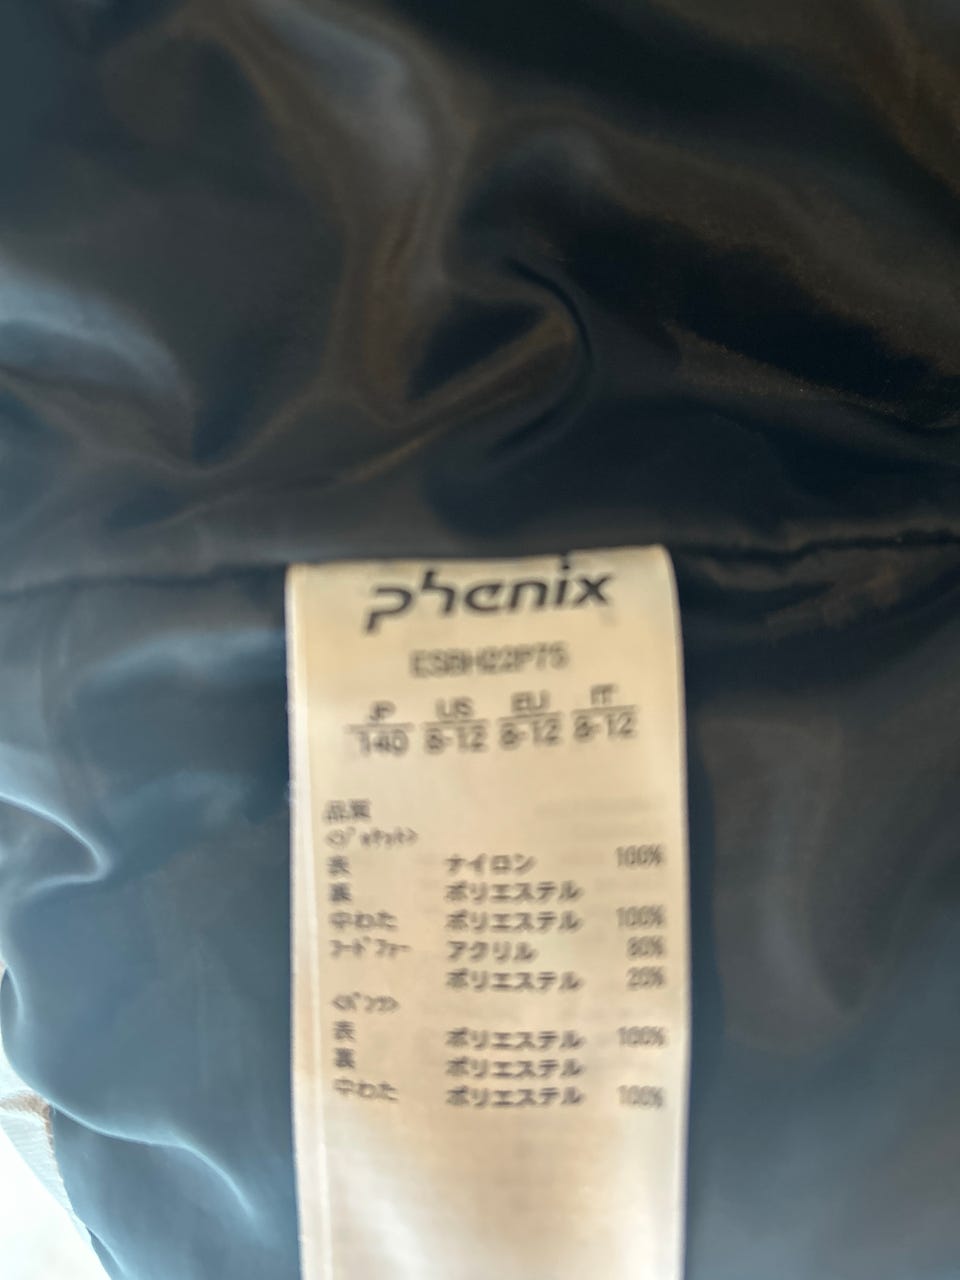 phenix
ESBH22P75
JP US EU IT
140 8-12 8-12 8-12
品質
<ｼﾞｬｹｯﾄ>
表 ナイロン 100%
裏 ポリエステル
中わた ポリエステル 100%
ﾌｰﾄﾞﾌｧｰ アクリル 80%
ポリエステル 20%
<ﾊﾟﾝﾂ>
表 ポリエステル 100%
裏 ポリエステル
中わた ポリエステル 100%